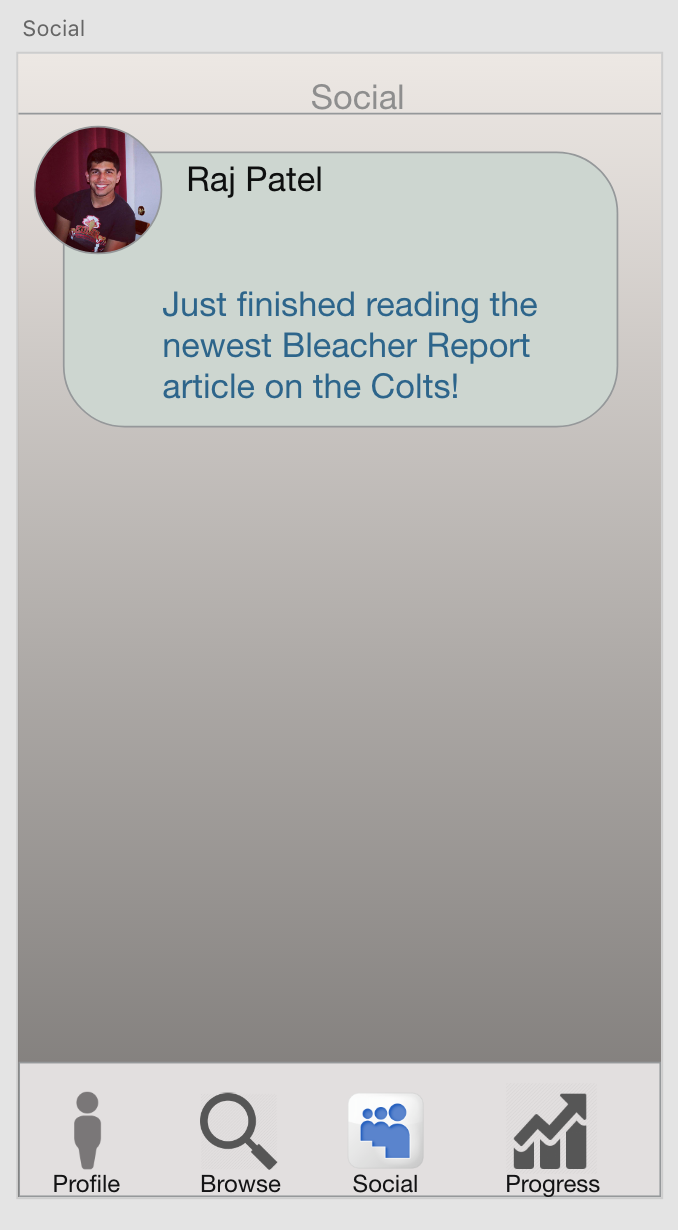 Social
Social
Raj Patel
Just finished reading the
newest Bleacher Report
article on the Colts!
Profile
Browse
Social
Progress